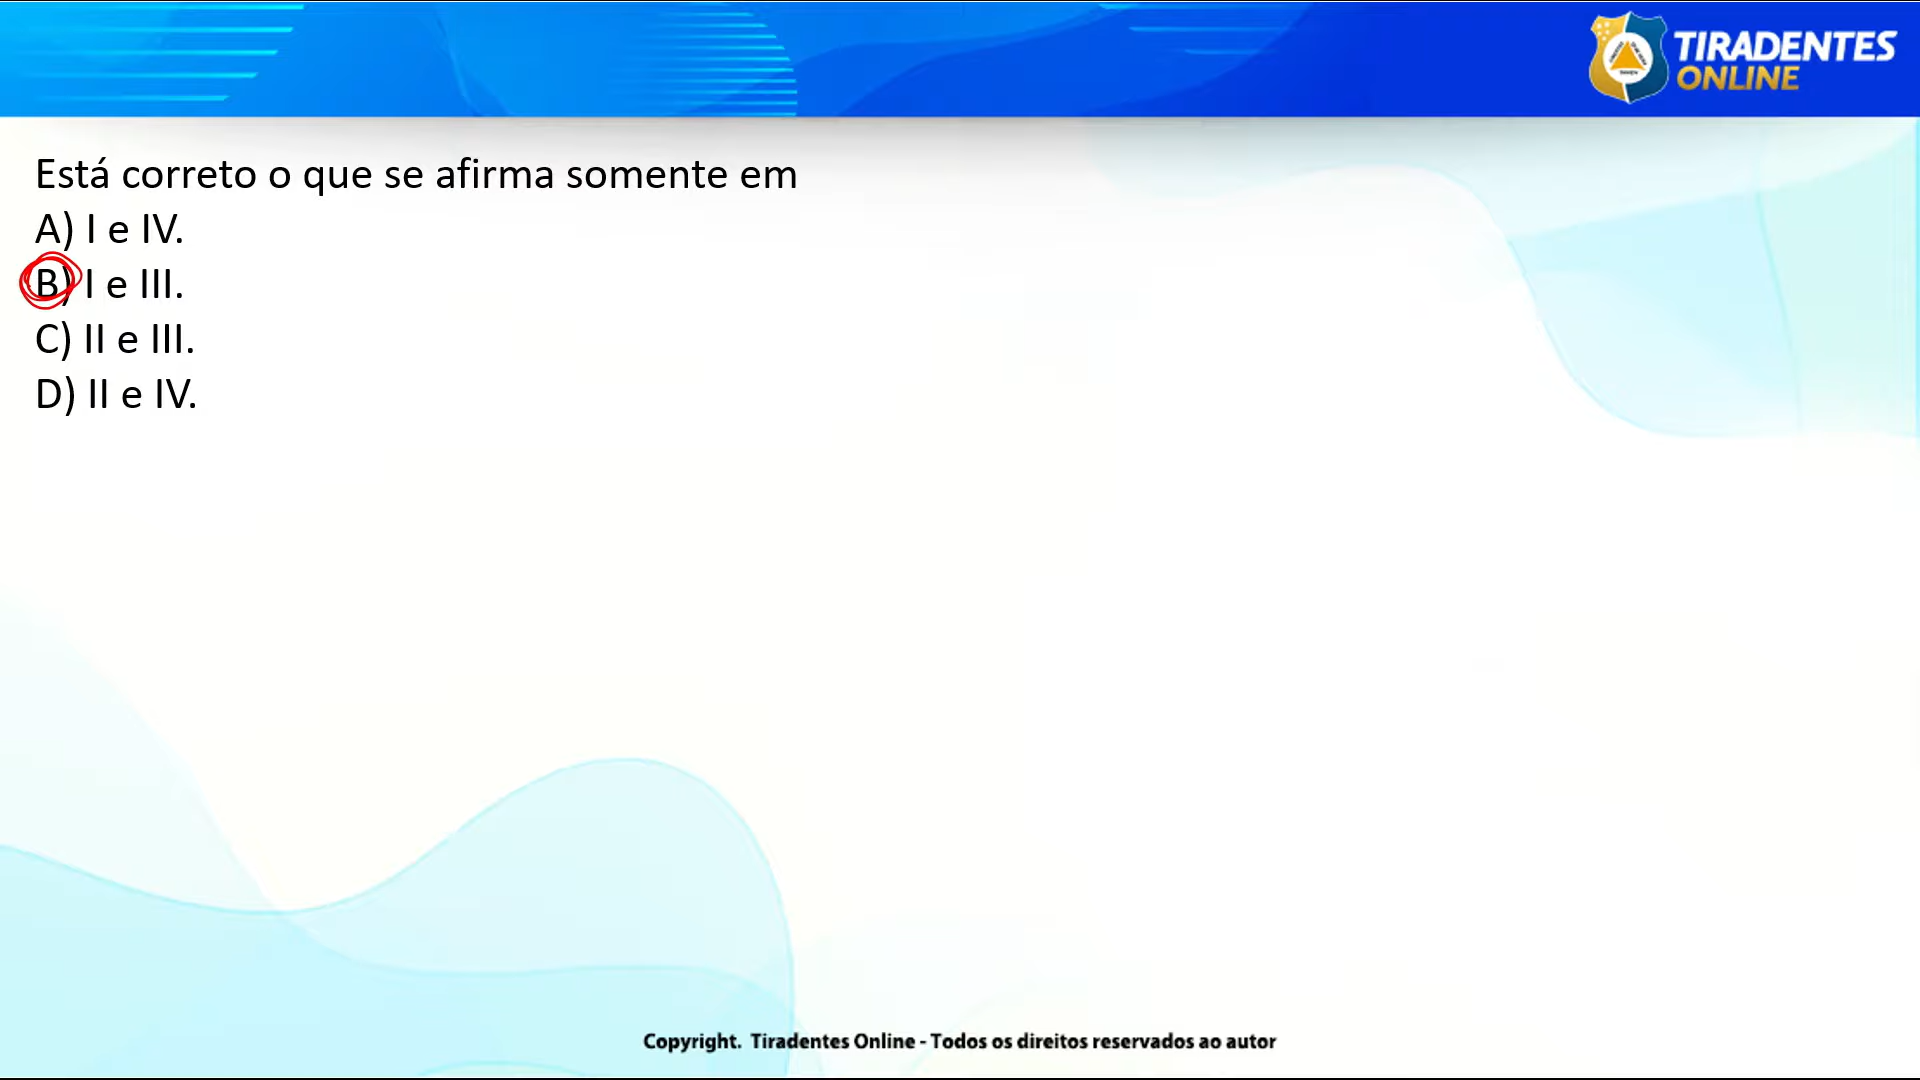 TIRADENTES
ONLINE
Está correto o que se afirma somente em
A) I e IV.
B) I e III.
C) II e III.
D) II e IV.
Copyright. Tiradentes Online - Todos os direitos reservados ao autor